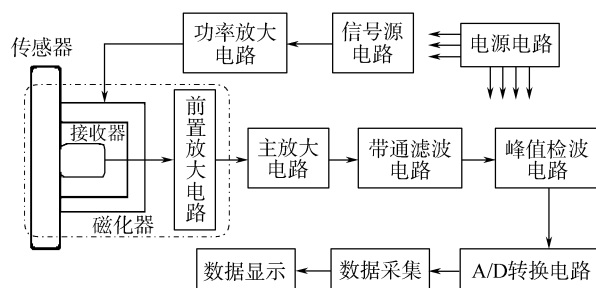 传感器
功率放大
电路
信号源
电路
电源电路
接收器
磁化器
前置放大电路
主放大
电路
带通滤波
电路
峰值检波
电路
数据显示
数据采集
A/D转换电路